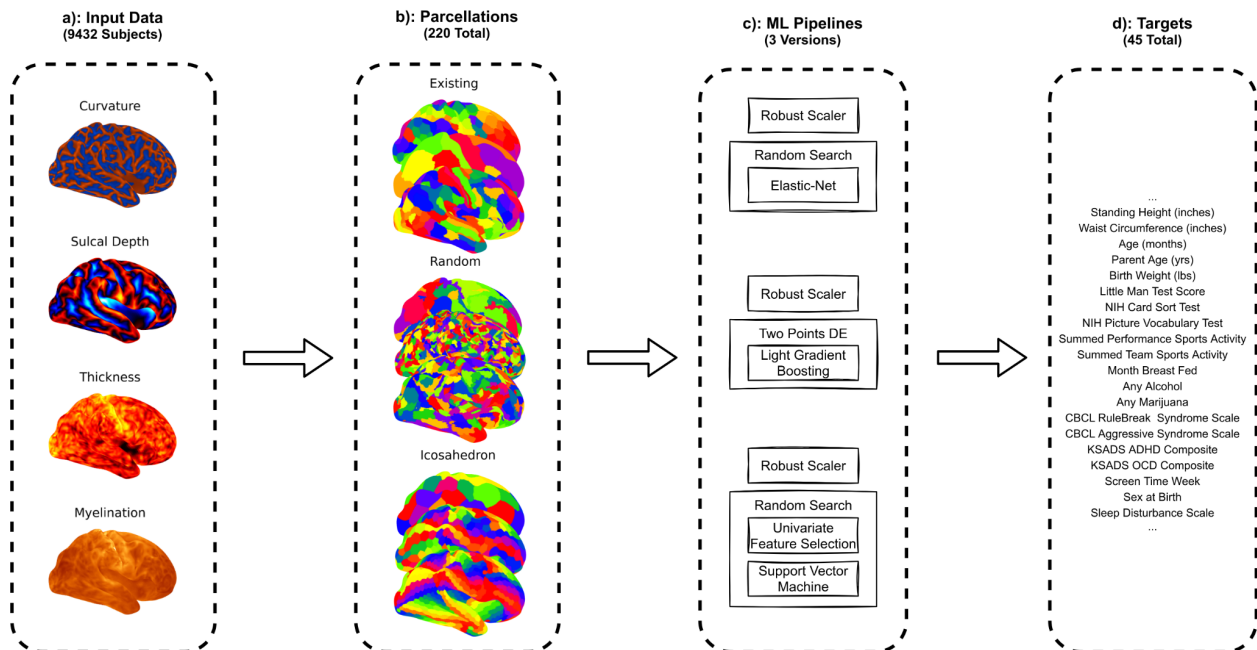 a): Input Data
(9432 Subjects)
Curvature
Sulcal Depth
Thickness
Myelination
b): Parcellations
(220 Total)
Existing
Random
Icosahedron
c): ML Pipelines
(3 Versions)
Robust Scaler
Random Search
Elastic-Net
Robust Scaler
Two Points DE
Light Gradient
Boosting
Robust Scaler
Random Search
Univariate
Feature Selection
Support Vector
Machine
d): Targets
(45 Total)
...
Standing Height (inches)
Waist Circumference (inches)
Age (months)
Parent Age (yrs)
Birth Weight (lbs)
Little Man Test Score
NIH Card Sort Test
NIH Picture Vocabulary Test
Summed Performance Sports Activity
Summed Team Sports Activity
Month Breast Fed
Any Alcohol
Any Marijuana
CBCL RuleBreak Syndrome Scale
CBCL Aggressive Syndrome Scale
KSADS ADHD Composite
KSADS OCD Composite
Screen Time Week
Sex at Birth
Sleep Disturbance Scale
...